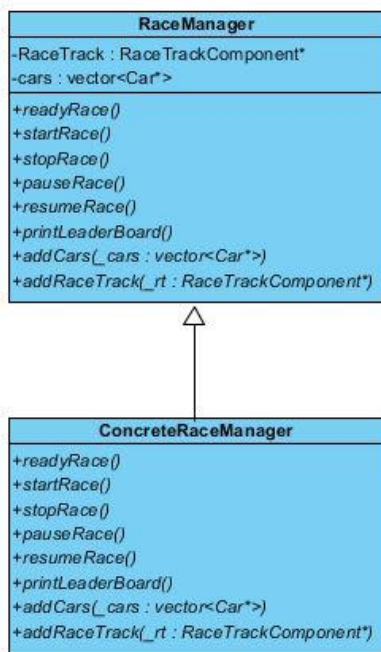 RaceManager
-RaceTrack : RaceTrackComponent*
-cars : vector<Car*>
+readyRace()
+startRace()
+stopRace()
+pauseRace()
+resumeRace()
+printLeaderBoard()
+addCars(_cars : vector<Car*>)
+addRaceTrack(_rt : RaceTrackComponent*)
ConcreteRaceManager
+readyRace()
+startRace()
+stopRace()
+pauseRace()
+resumeRace()
+printLeaderBoard()
+addCars(_cars : vector<Car*>)
+addRaceTrack(_rt : RaceTrackComponent*)